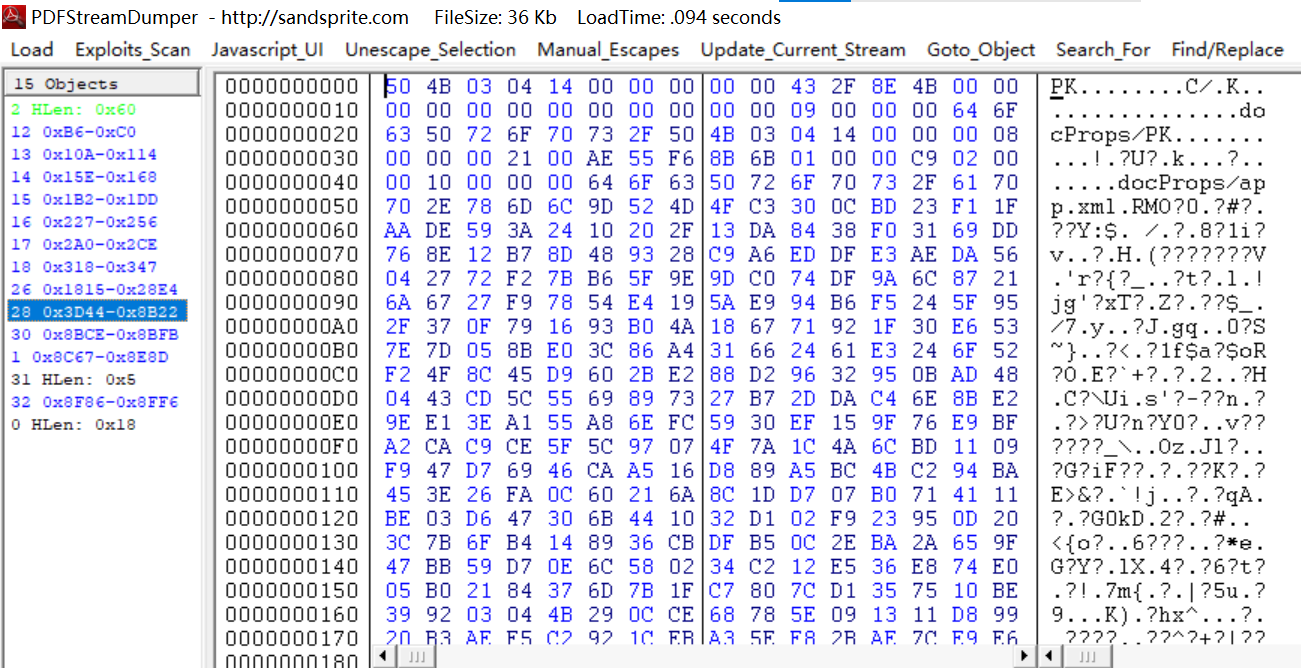 PDFStreamDumper - http://sandsprite.com FileSize: 36 Kb LoadTime: .094 seconds
Load Exploits_Scan Javascript_UI Unescape_Selection Manual_Escapes Update_Current_Stream Goto_Object Search_For Find/Replace
15 Objects
2 HLen: 0x60
12 0xB6-0xC0
13 0x10A-0x114
14 0x15E-0x168
15 0x1B2-0x1DD
16 0x227-0x256
17 0x2A0-0x2CE
18 0x318-0x347
26 0x1815-0x28E4
28 0x3D44-0x8B22
30 0x8BCE-0x8BFB
1 0x8C67-0x8E8D
31 HLen: 0x5
32 0x8F86-0x8FF6
0 HLen: 0x18
0000000000 50 4B 03 04 14 00 00 00 00 00 43 2F 8E 4B 00 00 PK........C/.K..
0000000010 00 00 00 00 00 00 00 00 00 00 09 00 00 00 64 6F ..............do
0000000020 63 50 72 6F 70 73 2F 50 4B 03 04 14 00 00 00 08 cProps/PK.......
0000000030 00 00 00 21 00 AE 55 F6 8B 6B 01 00 00 C9 02 00 ...!.?U?.k...?..
0000000040 00 10 00 00 00 64 6F 63 50 72 6F 70 73 2F 61 70 .....docProps/ap
0000000050 70 2E 78 6D 6C 9D 52 4D 4F C3 30 0C BD 23 F1 1F p.xml.RMO?0.?#?.
0000000060 AA DE 59 3A 24 10 20 2F 13 DA 84 38 F0 31 69 DD ??Y:$. /.?.8?1i?
0000000070 76 8E 12 B7 8D 48 93 28 C9 A6 ED DF E3 AE DA 56 v..?.H.(???????V
0000000080 04 27 72 F2 7B B6 5F 9E 9D C0 74 DF 9A 6C 87 21 .'r?{?_..?t?.l.!
0000000090 6A 67 27 F9 78 54 E4 19 5A E9 94 B6 F5 24 5F 95 jg'?xT?.Z?.??$_.
00000000A0 2F 37 0F 79 16 93 B0 4A 18 67 71 92 1F 30 E6 53 /7.y..?J.gq..0?S
00000000B0 7E 7D 05 8B E0 3C 86 A4 31 66 24 61 E3 24 6F 52 ~}..?<.?1f$a?$oR
00000000C0 F2 4F 8C 45 D9 60 2B E2 88 D2 96 32 95 0B AD 48 ?O.E?`+?.?.2..?H
00000000D0 04 43 CD 5C 55 69 89 73 27 B7 2D DA C4 6E 8B E2 .C?\Ui.s'?-??n.?
00000000E0 9E E1 3E A1 55 A8 6E FC 59 30 EF 15 9F 76 E9 BF .?>?U?n?Y0?..v??
00000000F0 A2 CA C9 CE 5F 5C 97 07 4F 7A 1C 4A 6C BD 11 09 ????_\..Oz.Jl?..
0000000100 F9 47 D7 69 46 CA A5 16 D8 89 A5 BC 4B C2 94 BA ?G?iF??.?.??K?.?
0000000110 45 3E 26 FA 0C 60 21 6A 8C 1D D7 07 B0 71 41 11 E>&?.`!j..?.?qA.
0000000120 BE 03 D6 47 30 6B 44 10 32 D1 02 F9 23 95 0D 20 ?.?G0kD.2?.?#..
0000000130 3C 7B 6F B4 14 89 36 CB DF B5 0C 2E BA 2A 65 9F <{o?..6???..?*e.
0000000140 47 BB 59 D7 0E 6C 58 02 34 C2 12 E5 36 E8 74 E0 G?Y?.lX.4?.?6?t?
0000000150 05 B0 21 84 37 6D 7B 1F C7 80 7C D1 35 75 10 BE .?!.7m{.?.|?5u.?
0000000160 39 92 03 04 4B 29 0C CE 68 78 5E 09 13 11 D8 99 9...K).?hx^...?.
0000000170 20 B3 AE F5 C2 92 1C EB A3 5E F8 2B AE 7C E9 E6 .????..??^?+?|??
0000000180